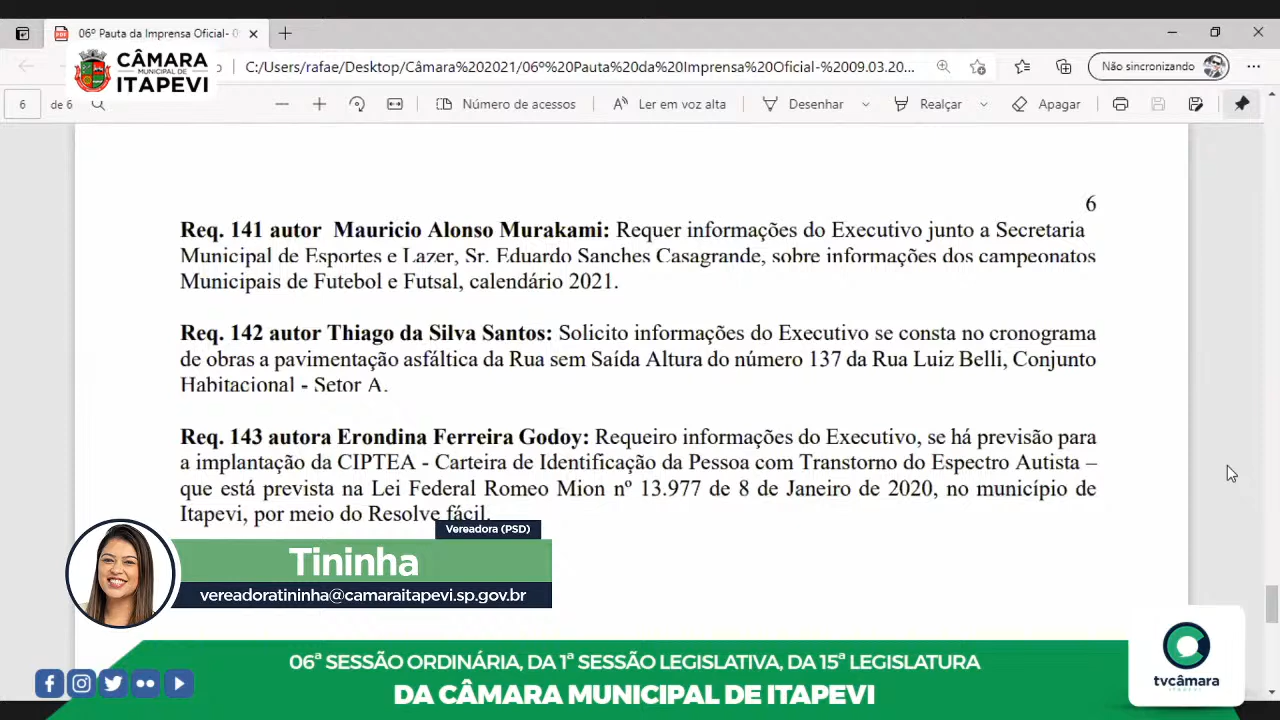 06º Pauta da Imprensa Oficial- 0
CÂMARA
MUNICIPAL DE
ITAPEVI
C:/Users/rafae/Desktop/Câmara%202021/06º%20Pauta%20da%20Imprensa%20Oficial-%2009.03.20...
Não sincronizando
6 de 6
Número de acessos
Ler em voz alta
Desenhar
Realçar
Apagar
6
Req. 141 autor Mauricio Alonso Murakami: Requer informações do Executivo junto a Secretaria
Municipal de Esportes e Lazer, Sr. Eduardo Sanches Casagrande, sobre informações dos campeonatos
Municipais de Futebol e Futsal, calendário 2021.
Req. 142 autor Thiago da Silva Santos: Solicito informações do Executivo se consta no cronograma
de obras a pavimentação asfáltica da Rua sem Saída Altura do número 137 da Rua Luiz Belli, Conjunto
Habitacional - Setor A.
Req. 143 autora Erondina Ferreira Godoy: Requeiro informações do Executivo, se há previsão para
a implantação da CIPTEA - Carteira de Identificação da Pessoa com Transtorno do Espectro Autista –
que está prevista na Lei Federal Romeo Mion nº 13.977 de 8 de Janeiro de 2020, no município de
Itapevi, por meio do Resolve fácil.
Vereadora (PSD)
Tininha
vereadoratininha@camaraitapevi.sp.gov.br
06ª SESSÃO ORDINÁRIA, DA 1ª SESSÃO LEGISLATIVA, DA 15ª LEGISLATURA
DA CÂMARA MUNICIPAL DE ITAPEVI
tvcâmara
ITAPEVI